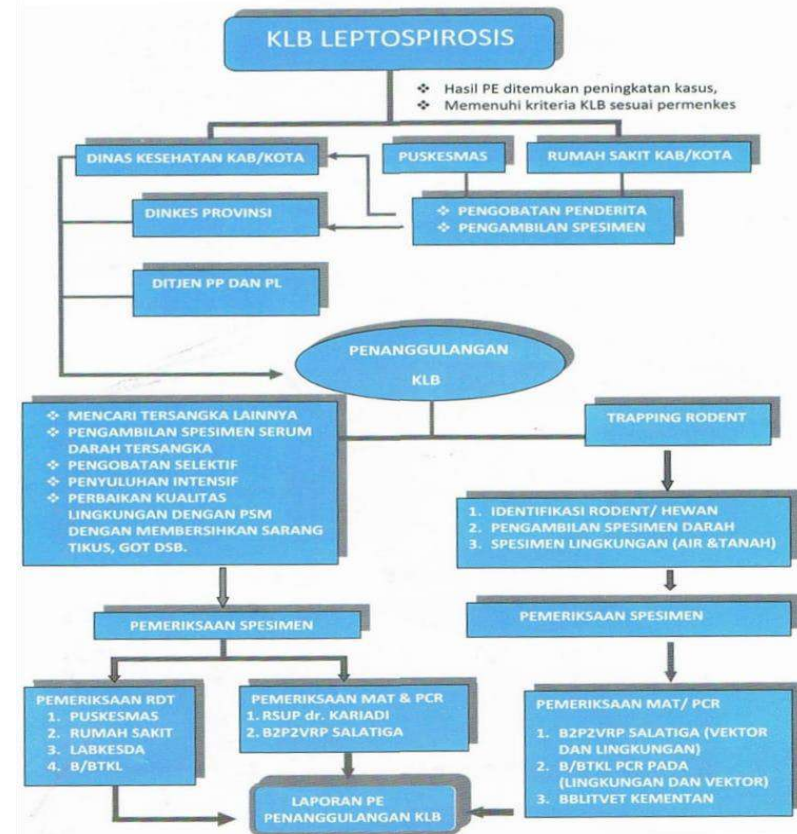 KLB LEPTOSPIROSIS
❖ Hasil PE ditemukan peningkatan kasus,
❖ Memenuhi kriteria KLB sesuai permenkes
DINAS KESEHATAN KAB/KOTA
PUSKESMAS
RUMAH SAKIT KAB/KOTA
DINKES PROVINSI
❖ PENGOBATAN PENDERITA
❖ PENGAMBILAN SPESIMEN
DITJEN PP DAN PL
PENANGGULANGAN
KLB
❖ MENCARI TERSANGKA LAINNYA
❖ PENGAMBILAN SPESIMEN SERUM
DARAH TERSANGKA
❖ PENGOBATAN SELEKTIF
❖ PENYULUHAN INTENSIF
❖ PERBAIKAN KUALITAS
LINGKUNGAN DENGAN PSM
DENGAN MEMBERSIHKAN SARANG
TIKUS, GOT DSB.
TRAPPING RODENT
1. IDENTIFIKASI RODENT/ HEWAN
2. PENGAMBILAN SPESIMEN DARAH
3. SPESIMEN LINGKUNGAN (AIR &TANAH)
PEMERIKSAAN SPESIMEN
PEMERIKSAAN SPESIMEN
PEMERIKSAAN RDT
1. PUSKESMAS
2. RUMAH SAKIT
3. LABKESDA
4. B/BTKL
PEMERIKSAAN MAT & PCR
1. RSUP dr. KARIADI
2. B2P2VRP SALATIGA
PEMERIKSAAN MAT/ PCR
1. B2P2VRP SALATIGA (VEKTOR
DAN LINGKUNGAN)
2. B/BTKL PCR PADA
(LINGKUNGAN DAN VEKTOR)
3. BBLITVET KEMENTAN
LAPORAN PE
PENANGGULANGAN KLB